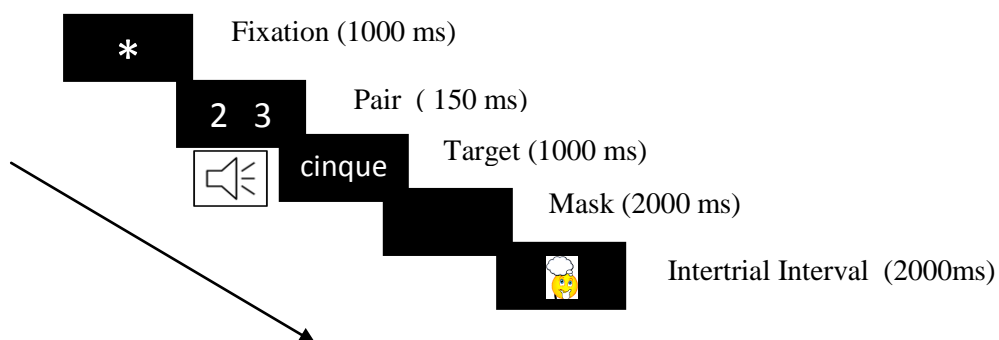 *
Fixation (1000 ms)
2 3
Pair ( 150 ms)
cinque
Target (1000 ms)
Mask (2000 ms)
Intertrial Interval (2000ms)